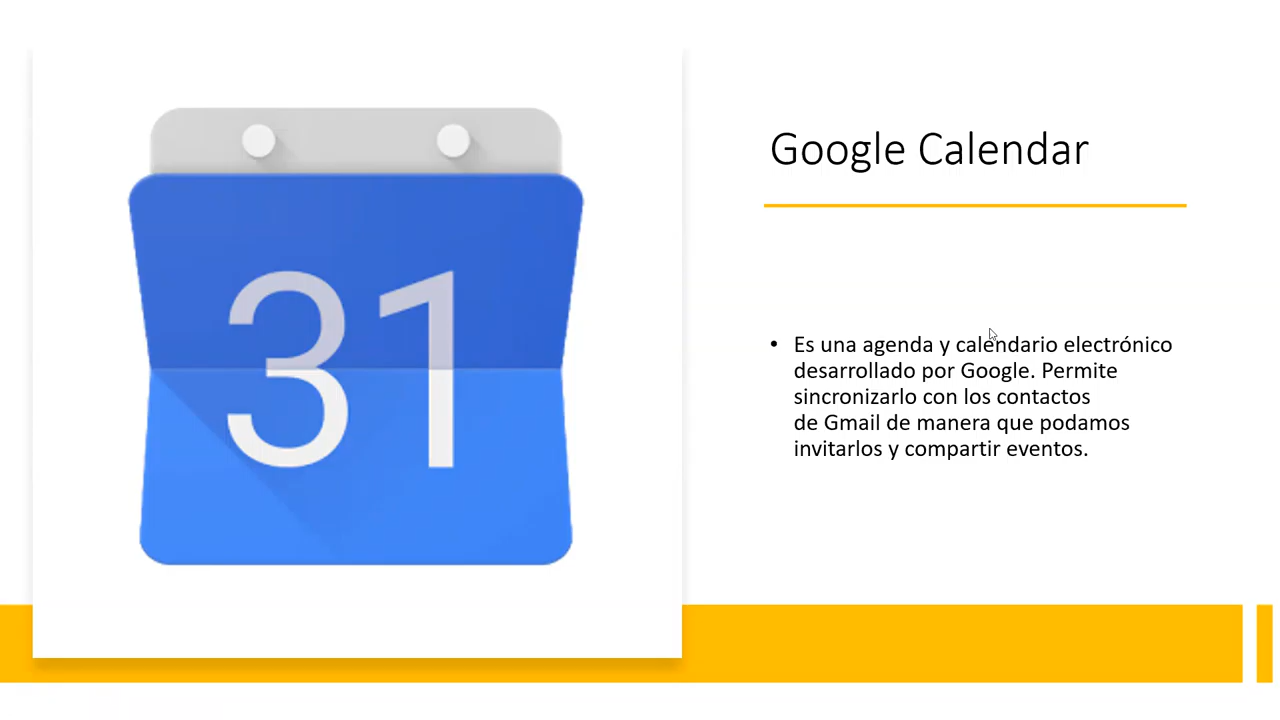 31
Google Calendar
• Es una agenda y calendario electrónico
desarrollado por Google. Permite
sincronizarlo con los contactos
de Gmail de manera que podamos
invitarlos y compartir eventos.